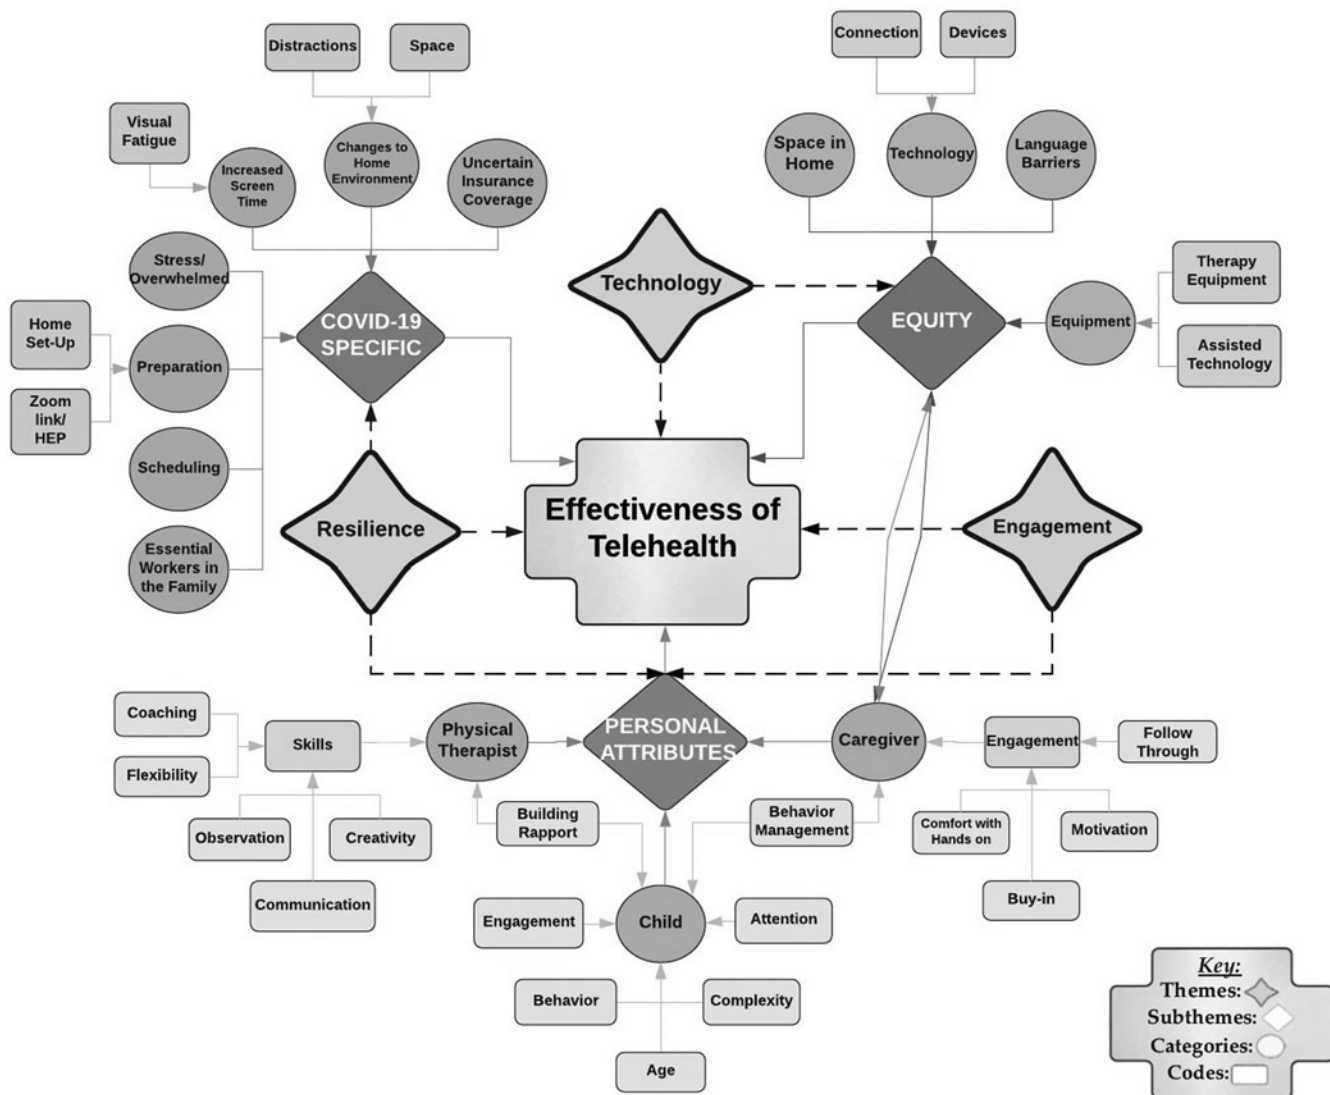 Distractions
Space
Connection
Devices
Visual
Fatigue
Increased
Screen
Time
Changes to
Home
Environment
Uncertain
Insurance
Coverage
Space in
Home
Technology
Language
Barriers
Stress/
Overwhelmed
Technology
Therapy
Equipment
Home
Set-Up
Preparation
COVID-19
SPECIFIC
EQUITY
Equipment
Assisted
Technology
Zoom
link/
HEP
Scheduling
Resilience
Effectiveness of
Telehealth
Engagement
Essential
Workers in
the Family
Coaching
Skills
Flexibility
Physical
Therapist
PERSONAL
ATTRIBUTES
Caregiver
Engagement
Follow
Through
Observation
Creativity
Building
Rapport
Behavior
Management
Comfort with
Hands on
Motivation
Communication
Buy-in
Engagement
Child
Attention
Behavior
Complexity
Age
Key:
Themes:
Subthemes:
Categories:
Codes: